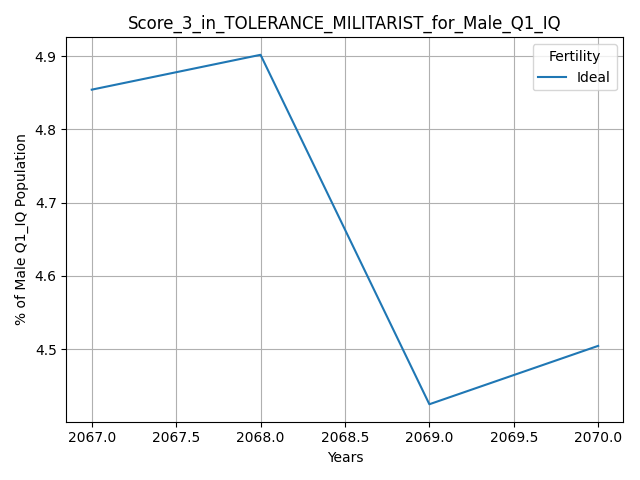 Score_3_in_TOLERANCE_MILITARIST_for_Male_Q1_IQ
Fertility
Ideal
% of Male Q1_IQ Population
4.9
4.8
4.7
4.6
4.5
2067.0 2067.5 2068.0 2068.5 2069.0 2069.5 2070.0
Years